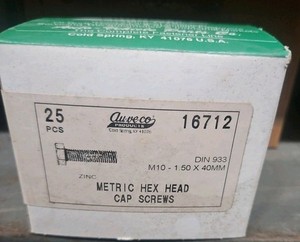 Cold Spring, KY 41076 U.S.A.
25
PCS
auveco
PRODUCTS
16712
DIN 933
M10 - 1.50 X 40MM
ZINC
METRIC HEX HEAD
CAP SCREWS